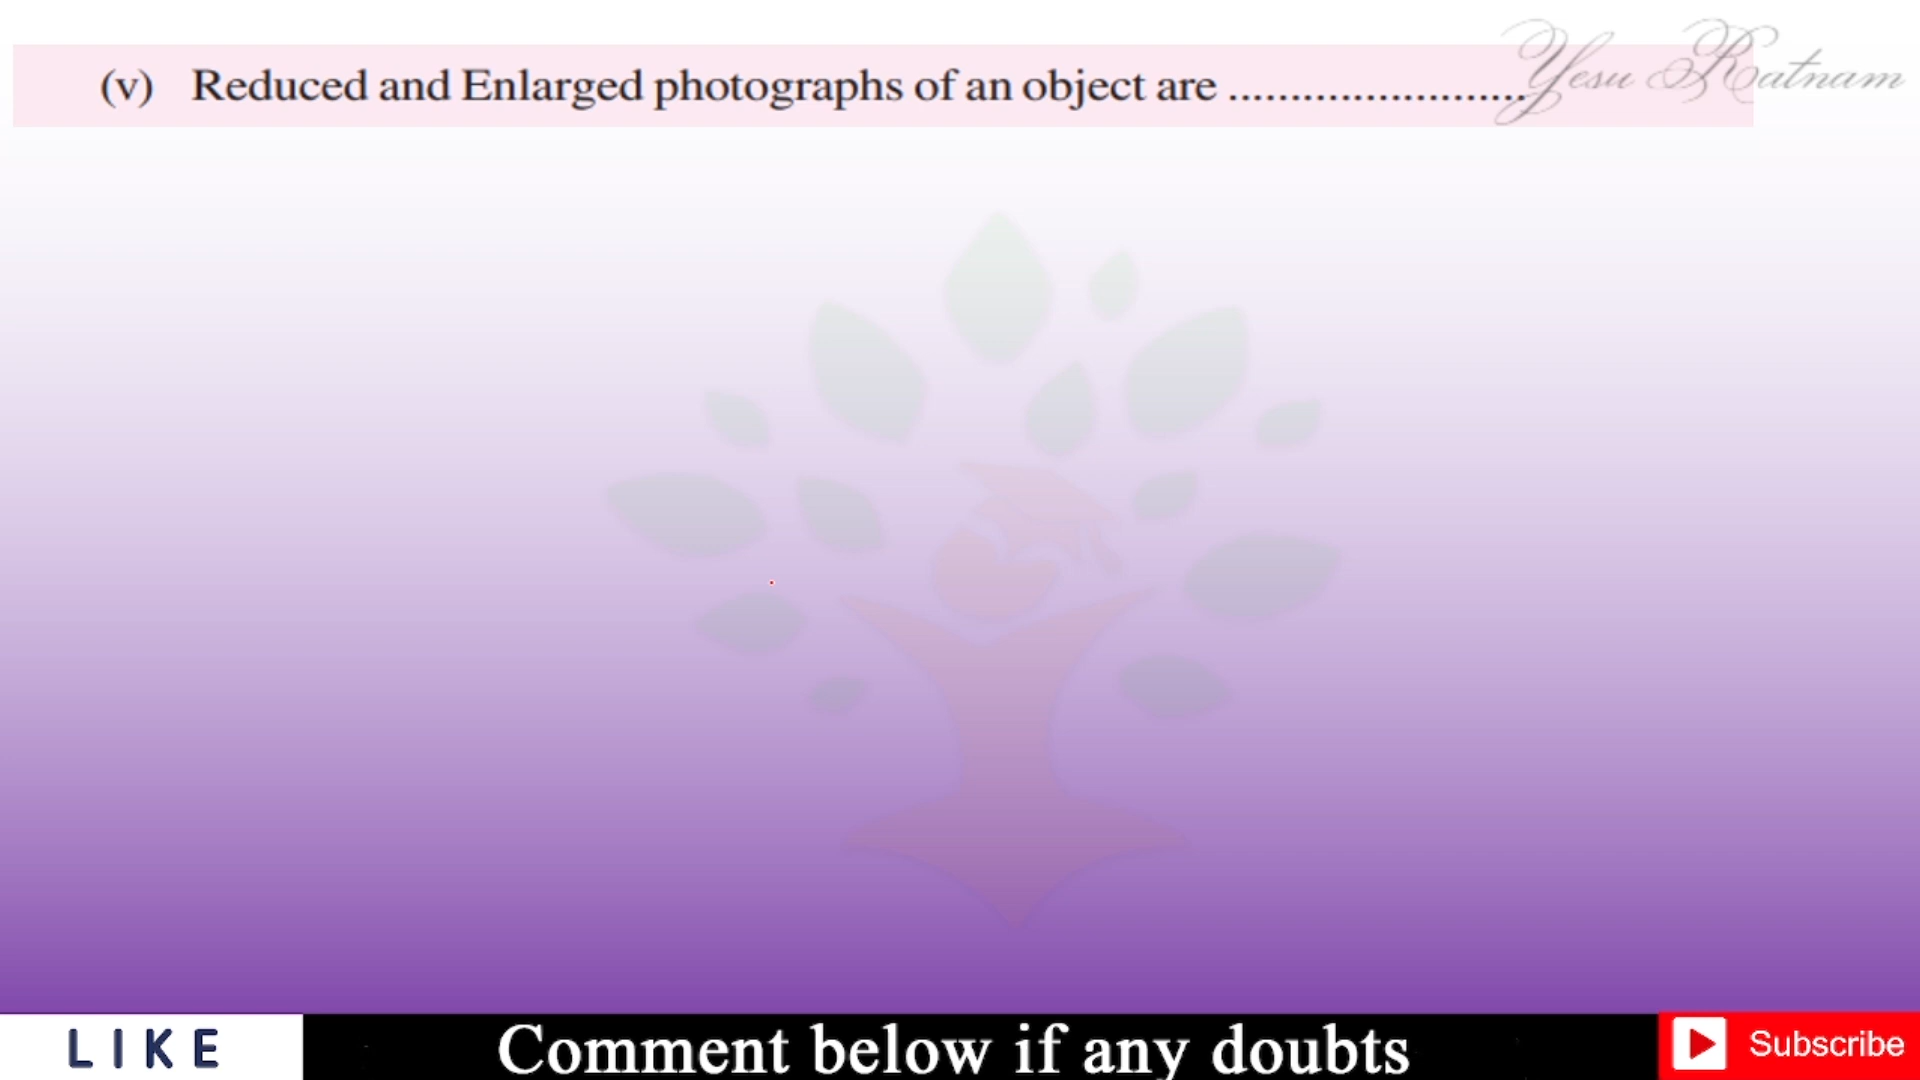 Yesu Ratnam
(v) Reduced and Enlarged photographs of an object are ........................
LIKE
Comment below if any doubts
Subscribe